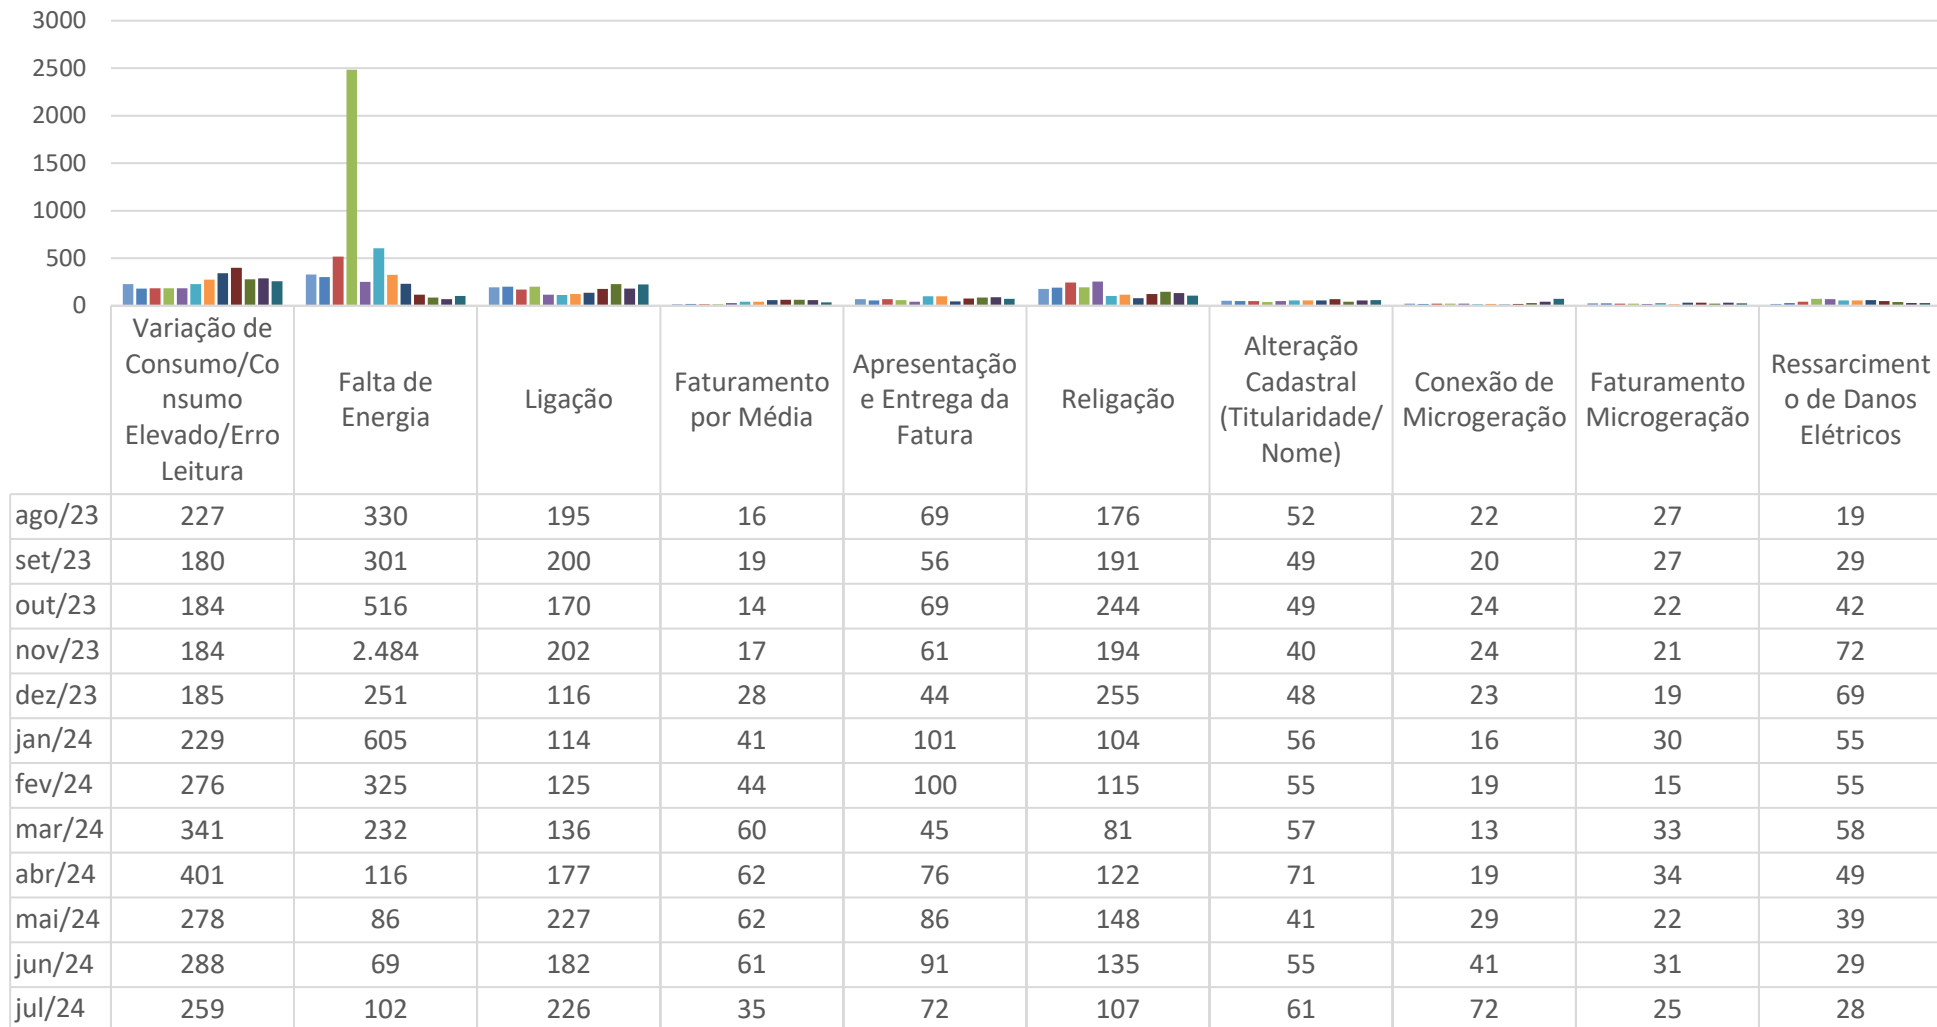 3000
2500
2000
1500
1000
500
0
Variação de
Consumo/Co
nsumo
Elevado/Erro
Leitura
Falta de
Energia
Ligação
Faturamento
por Média
Apresentação
e Entrega da
Fatura
Religação
Alteração
Cadastral
(Titularidade/
Nome)
Conexão de
Microgeração
Faturamento
Microgeração
Ressarciment
o de Danos
Elétricos
ago/23 227 330 195 16 69 176 52 22 27 19
set/23 180 301 200 19 56 191 49 20 27 29
out/23 184 516 170 14 69 244 49 24 22 42
nov/23 184 2.484 202 17 61 194 40 24 21 72
dez/23 185 251 116 28 44 255 48 23 19 69
jan/24 229 605 114 41 101 104 56 16 30 55
fev/24 276 325 125 44 100 115 55 19 15 55
mar/24 341 232 136 60 45 81 57 13 33 58
abr/24 401 116 177 62 76 122 71 19 34 49
mai/24 278 86 227 62 86 148 41 29 22 39
jun/24 288 69 182 61 91 135 55 41 31 29
jul/24 259 102 226 35 72 107 61 72 25 28